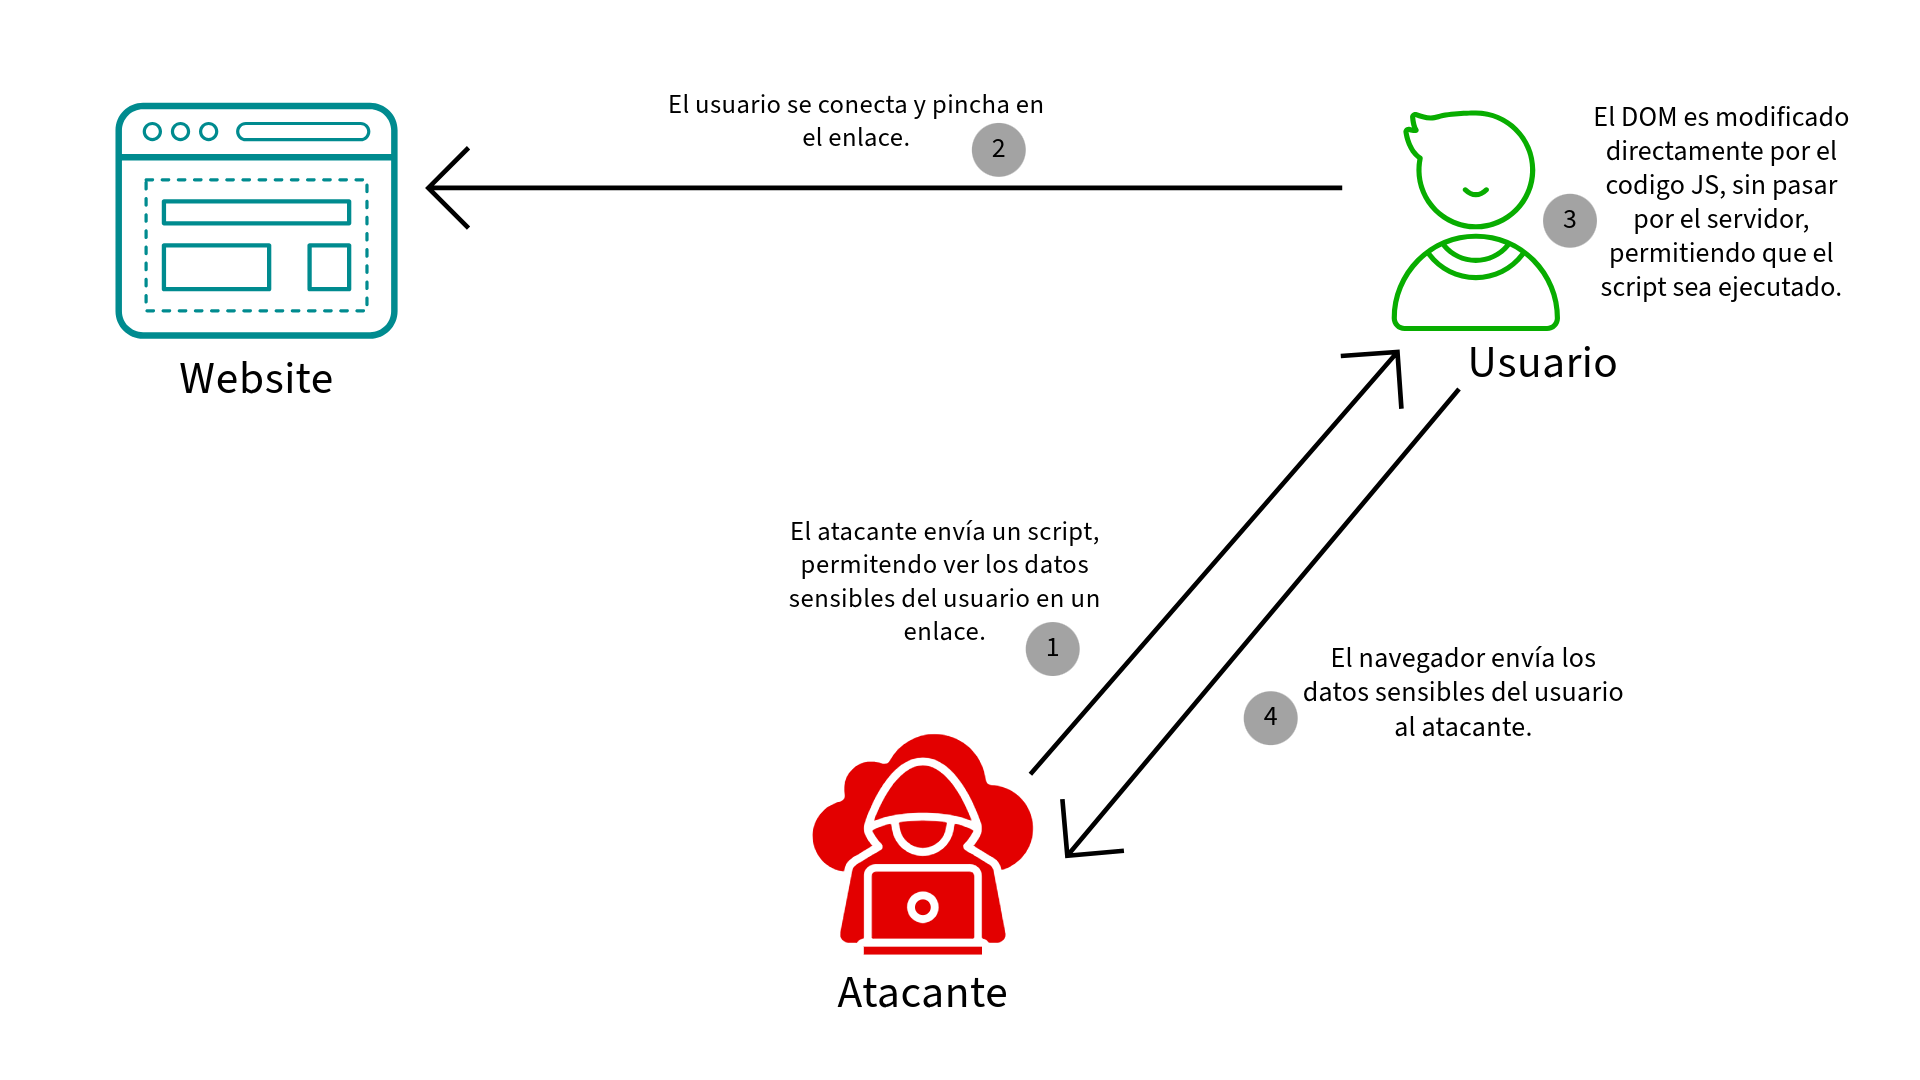 El usuario se conecta y pincha en
el enlace.
2
Website
El DOM es modificado
directamente por el
codigo JS, sin pasar
por el servidor,
permitiendo que el
script sea ejecutado.
3
Usuario
El atacante envía un script,
permitendo ver los datos
sensibles del usuario en un
enlace.
1
El navegador envía los
datos sensibles del usuario
al atacante.
4
Atacante